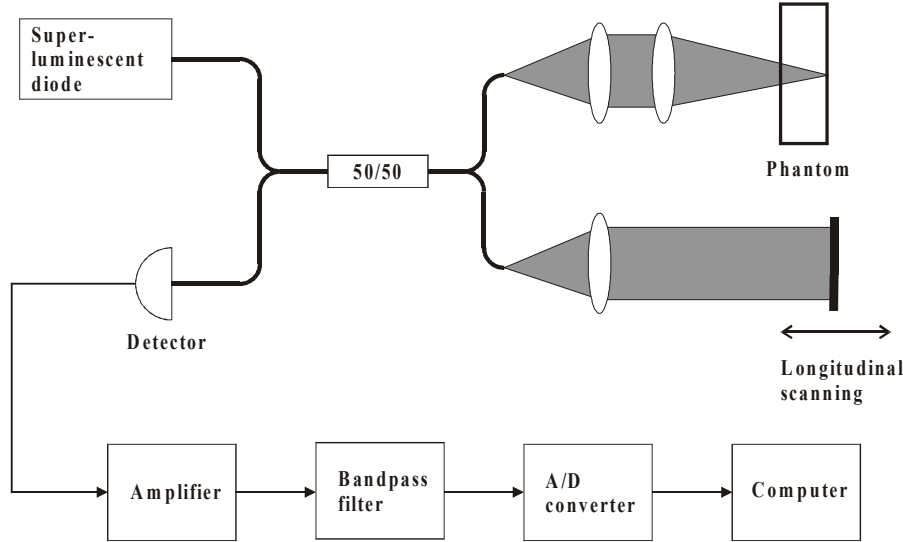 Super-
luminescent
diode
50/50
Phantom
Detector
Longitudinal
scanning
Amplifier
Bandpass
filter
A/D
converter
Computer